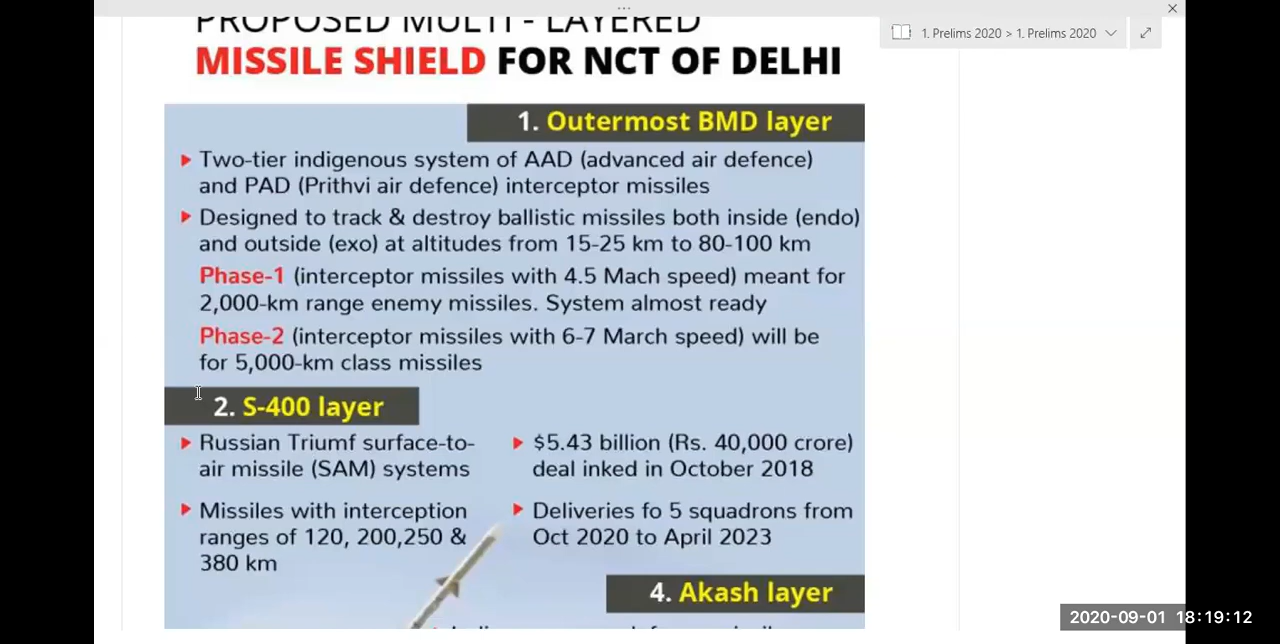 PROPOSED MULTI - LAYERED
MISSILE SHIELD FOR NCT OF DELHI
1. Prelims 2020 > 1. Prelims 2020
1. Outermost BMD layer
Two-tier indigenous system of AAD (advanced air defence)
and PAD (Prithvi air defence) interceptor missiles
Designed to track & destroy ballistic missiles both inside (endo)
and outside (exo) at altitudes from 15-25 km to 80-100 km
Phase-1 (interceptor missiles with 4.5 Mach speed) meant for
2,000-km range enemy missiles. System almost ready
Phase-2 (interceptor missiles with 6-7 March speed) will be
for 5,000-km class missiles
2. S-400 layer
Russian Triumf surface-to-
air missile (SAM) systems
Missiles with interception
ranges of 120, 200,250 &
380 km
$5.43 billion (Rs. 40,000 crore)
deal inked in October 2018
Deliveries fo 5 squadrons from
Oct 2020 to April 2023
4. Akash layer
2020-09-01 18:19:12